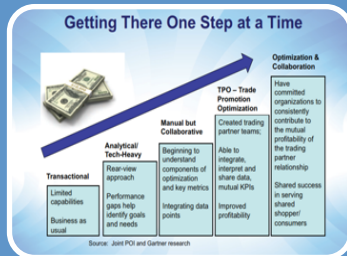 Getting There One Step at a Time
Optimization &
Collaboration
Have
committed
organizations to
consistently
contribute to
the mutual
profitability of
the trading
partner
relationship
Shared success
in serving
shared
shopper/
consumers
TPO – Trade
Promotion
Optimization
Created trading
partner teams;
Able to
integrate,
interpret and
share data,
mutual KPIs
Improved
profitability
Manual but
Collaborative
Beginning to
understand
components of
optimization
and key metrics
Integrating data
points
Analytical/
Tech-Heavy
Rear-view
approach
Performance
gaps help
identify goals
and needs
Transactional
Limited
capabilities
Business as
usual
Source: Joint POI and Gartner research